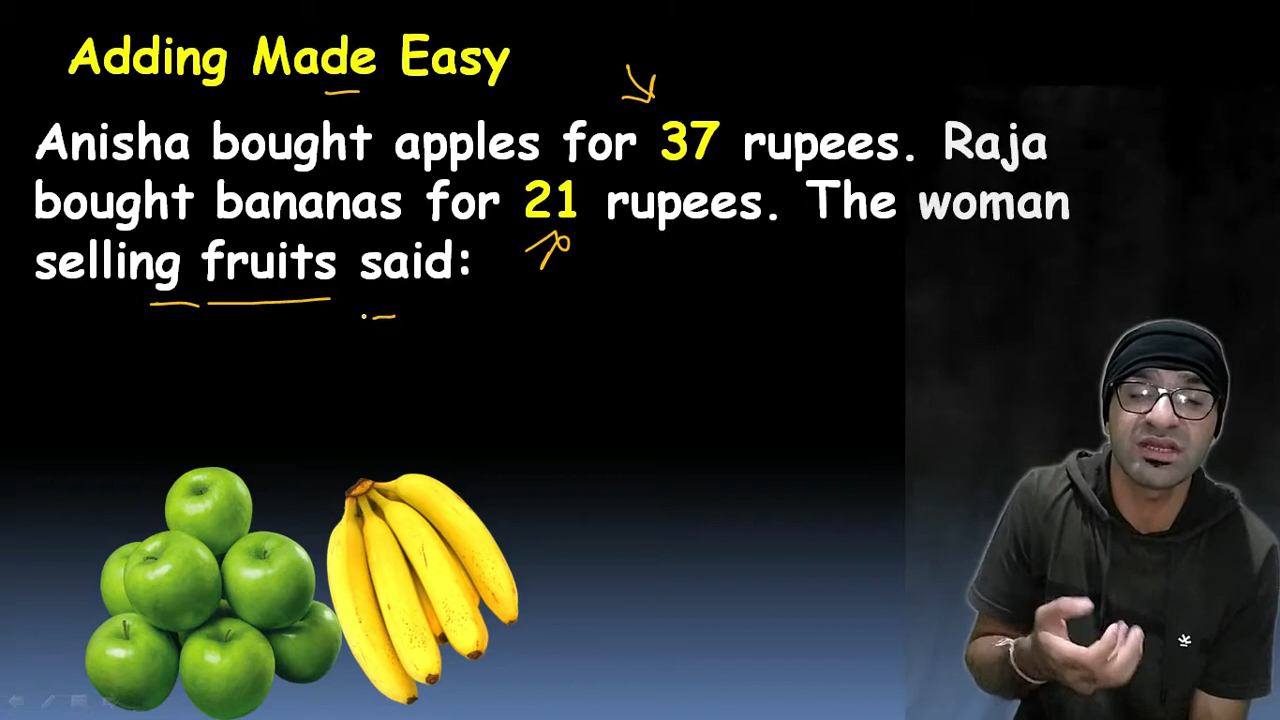 Adding Made Easy
Anisha bought apples for 37 rupees. Raja
bought bananas for 21 rupees. The woman
selling fruits said: